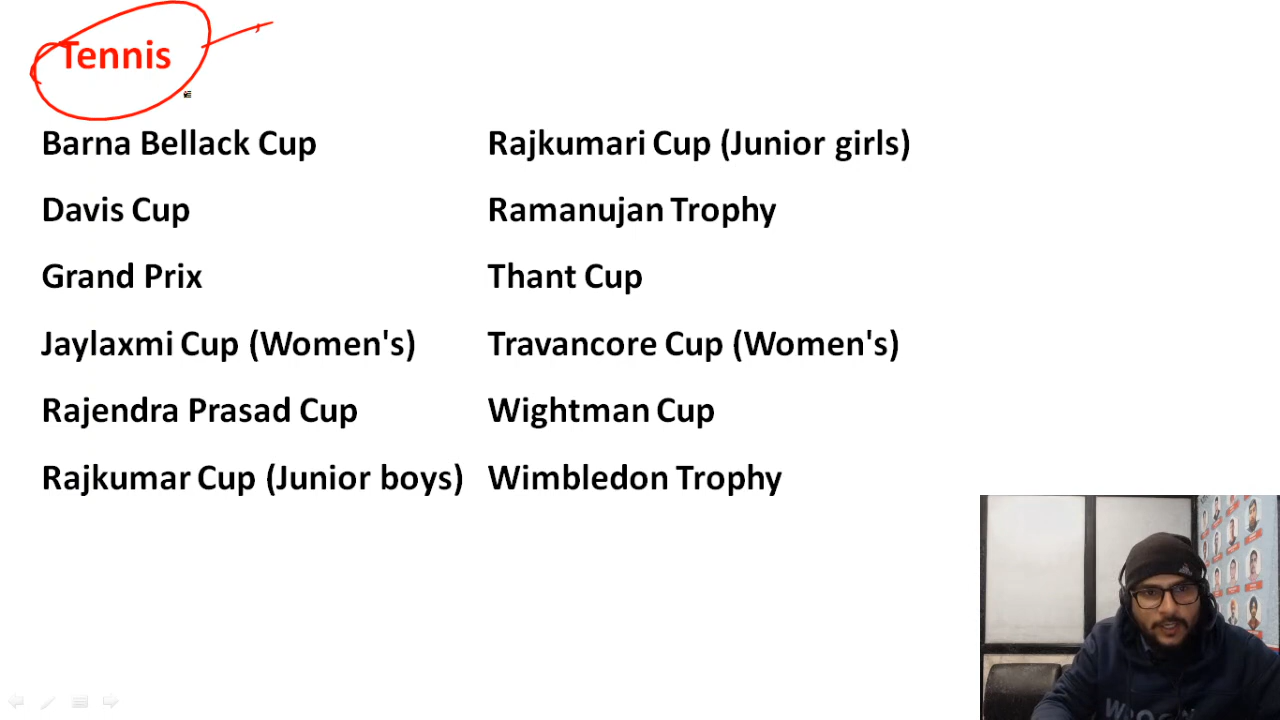 Tennis
Barna Bellack Cup
Rajkumari Cup (Junior girls)
Davis Cup
Ramanujan Trophy
Grand Prix
Thant Cup
Jaylaxmi Cup (Women's)
Travancore Cup (Women's)
Rajendra Prasad Cup
Wightman Cup
Rajkumar Cup (Junior boys)
Wimbledon Trophy